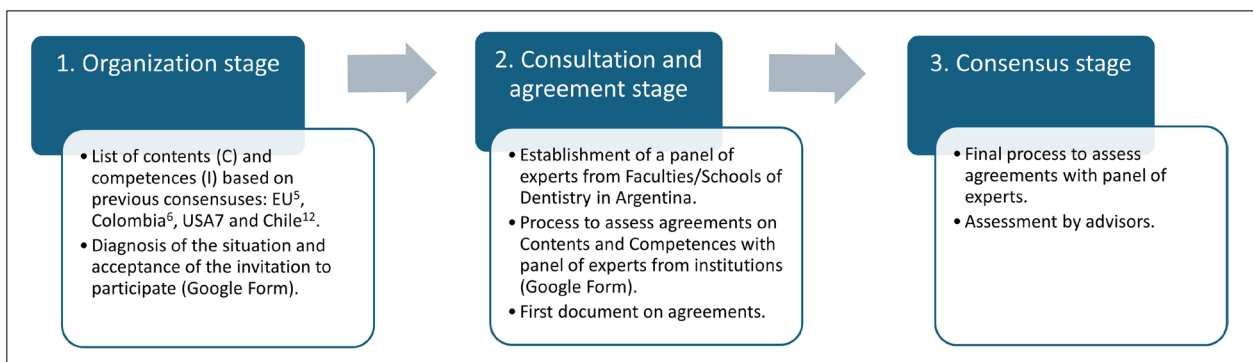 1. Organization stage
• List of contents (C) and
competences (I) based on
previous consensuses: EU⁵,
Colombia⁶, USA7 and Chile¹².
• Diagnosis of the situation and
acceptance of the invitation to
participate (Google Form).
2. Consultation and
agreement stage
• Establishment of a panel of
experts from Faculties/Schools of
Dentistry in Argentina.
• Process to assess agreements on
Contents and Competences with
panel of experts from institutions
(Google Form).
• First document on agreements.
3. Consensus stage
• Final process to assess
agreements with panel of
experts.
• Assessment by advisors.